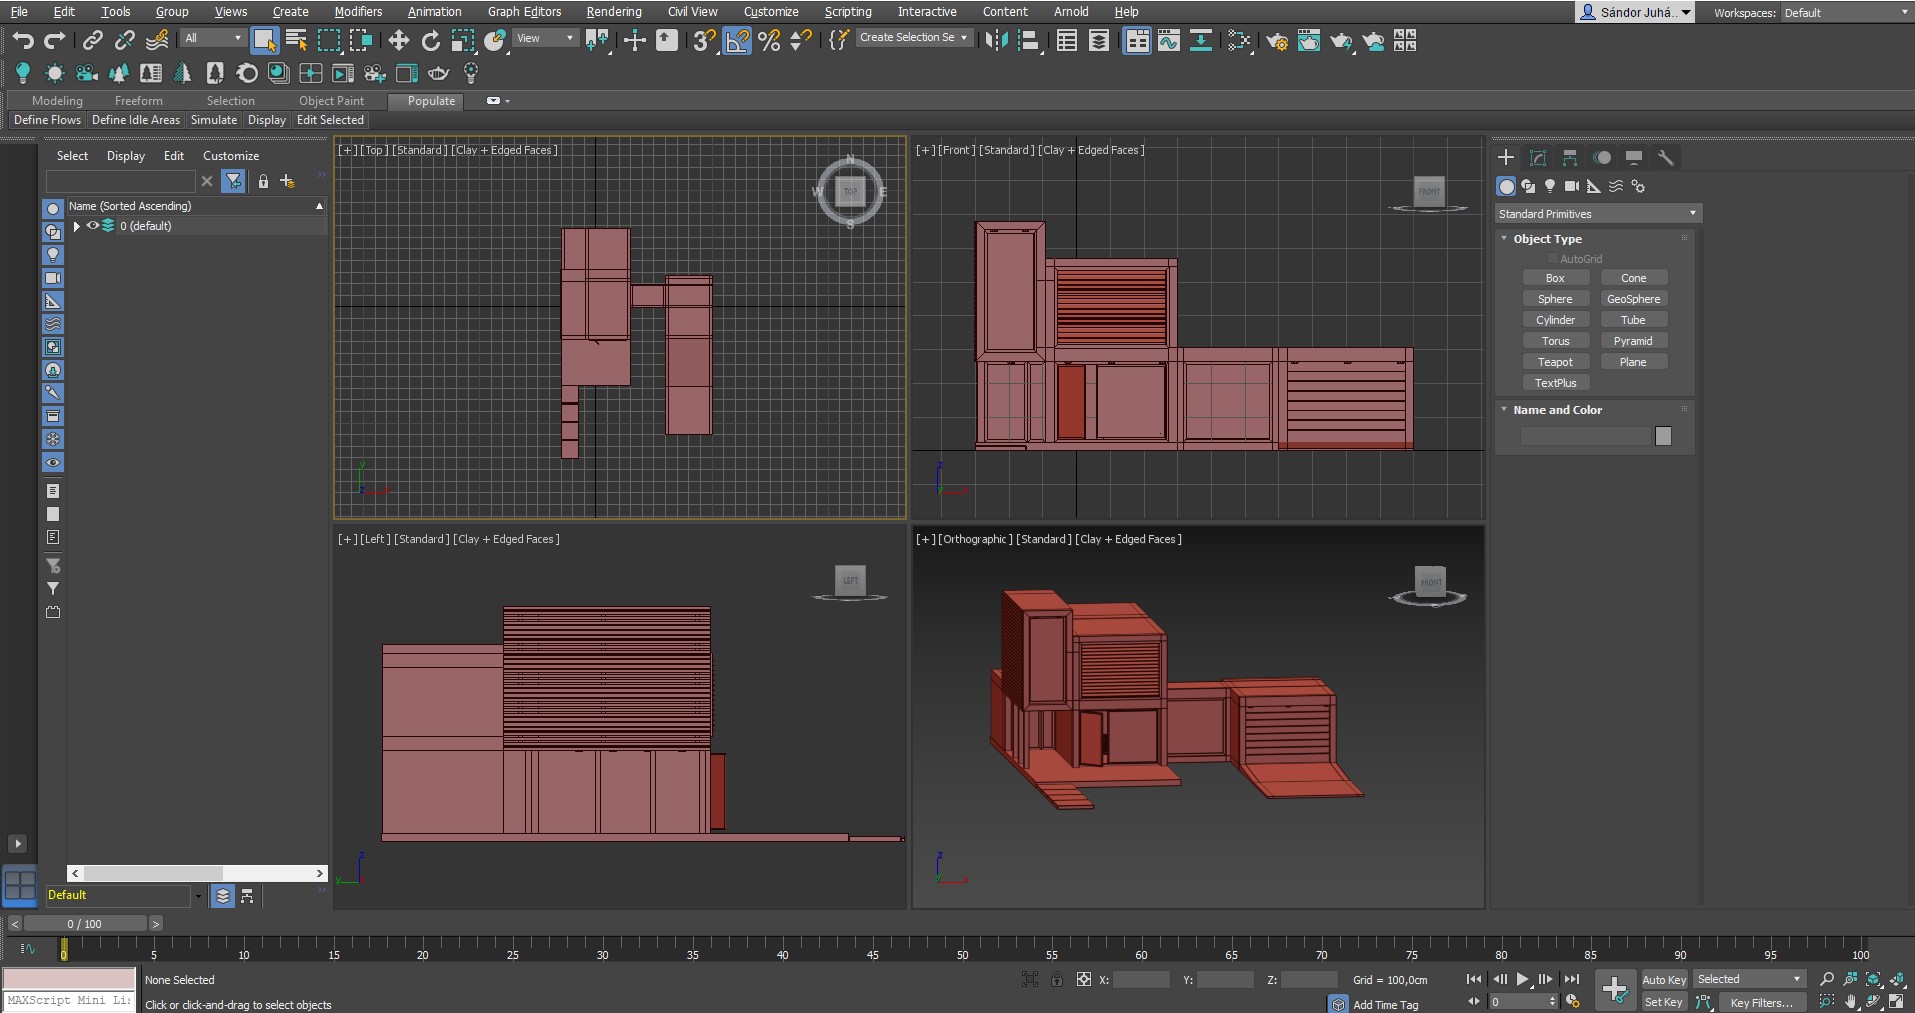 File Edit Tools Group Views Create Modifiers Animation Graph Editors Rendering Civil View Customize Scripting Interactive Content Arnold Help Sándor Juhá.. Workspaces: Default
All View Create Selection Se
Modeling Freeform Selection Object Paint Populate
Define Flows Define Idle Areas Simulate Display Edit Selected
Select Display Edit Customize
Name (Sorted Ascending)
0 (default)
Default
[+] [Top] [Standard] [Clay + Edged Faces]
N
W TOP E
S
y
z x
[+] [Front] [Standard] [Clay + Edged Faces]
FRONT
z
y x
[+] [Left] [Standard] [Clay + Edged Faces]
LEFT
z
y
[+] [Orthographic] [Standard] [Clay + Edged Faces]
FRONT
z
y x
Standard Primitives
Object Type
AutoGrid
Box Cone
Sphere GeoSphere
Cylinder Tube
Torus Pyramid
Teapot Plane
TextPlus
Name and Color
< 0 / 100 >
0 5 10 15 20 25 30 35 40 45 50 55 60 65 70 75 80 85 90 95 100
None Selected X: Y: Z: Grid = 100,0cm Auto Key Selected
MAXScript Mini Lis Click or click-and-drag to select objects Add Time Tag 0 Set Key Key Filters...